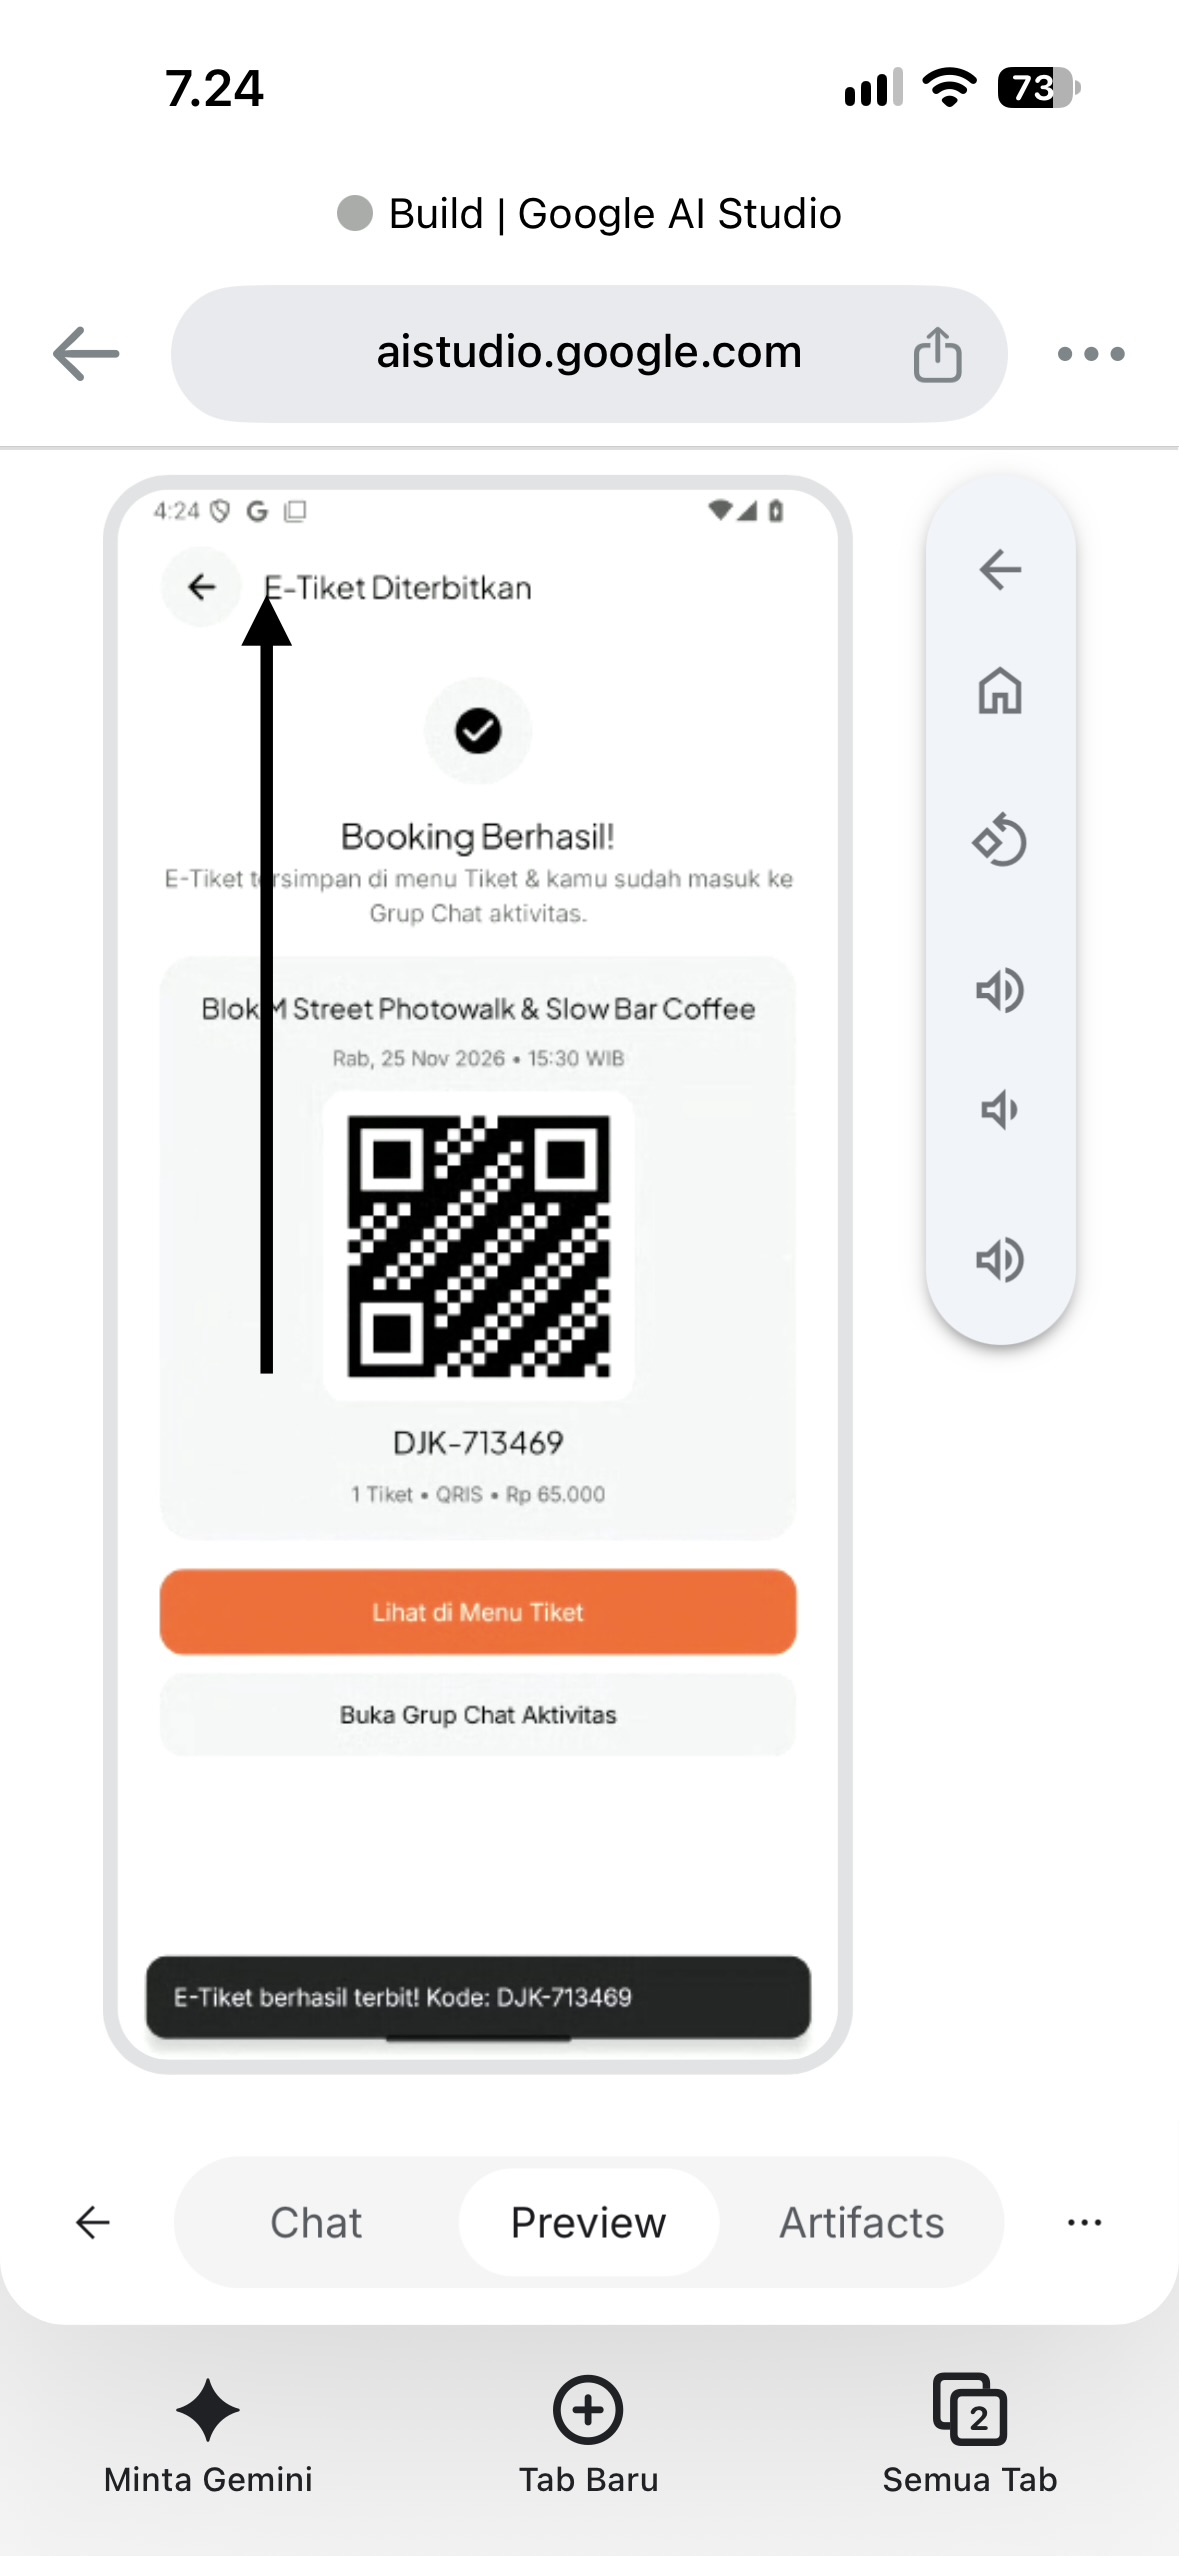 7.24
73
Build | Google AI Studio
aistudio.google.com
4:24 G
E-Tiket Diterbitkan
Booking Berhasil!
E-Tiket tersimpan di menu Tiket & kamu sudah masuk ke
Grup Chat aktivitas.
Blok M Street Photowalk & Slow Bar Coffee
Rab, 25 Nov 2026 • 15:30 WIB
DJK-713469
1 Tiket • QRIS • Rp 65.000
Lihat di Menu Tiket
Buka Grup Chat Aktivitas
E-Tiket berhasil terbit! Kode: DJK-713469
Chat Preview Artifacts
2
Minta Gemini Tab Baru Semua Tab